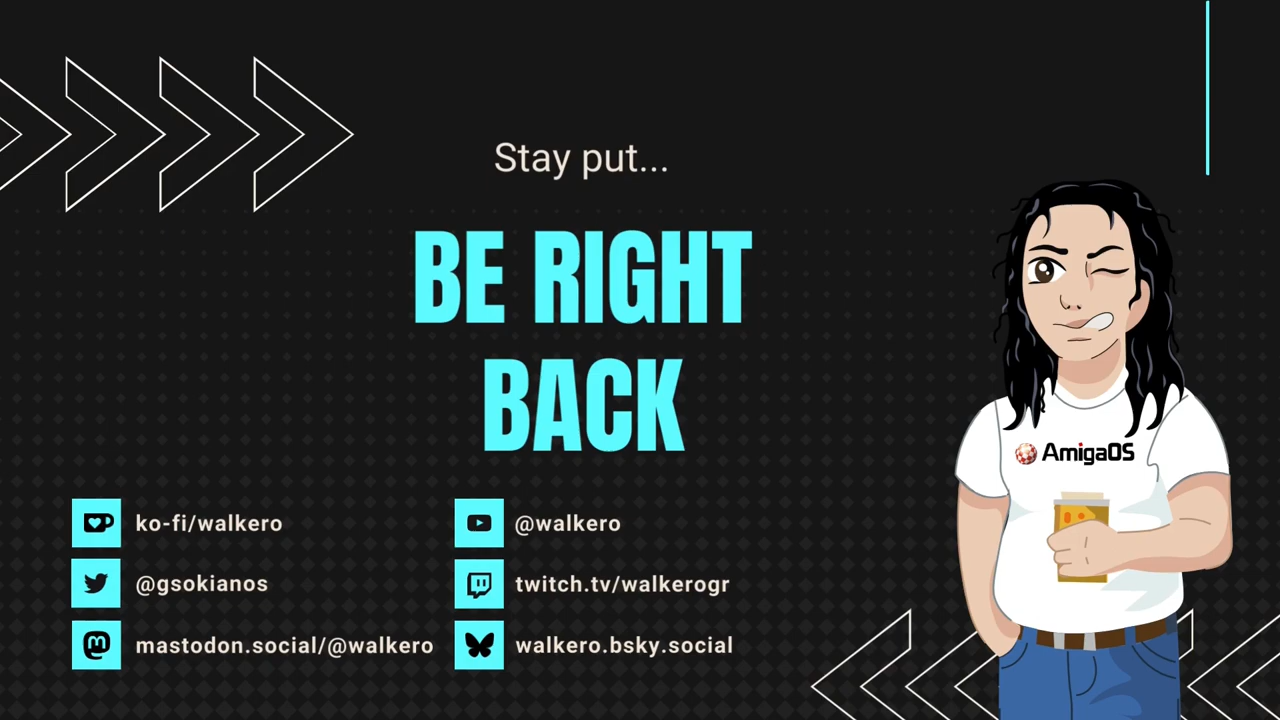 Stay put...
BE RIGHT
BACK
AmigaOS
ko-fi/walkero
@walkero
@gsokianos
twitch.tv/walkerogr
mastodon.social/@walkero
walkero.bsky.social